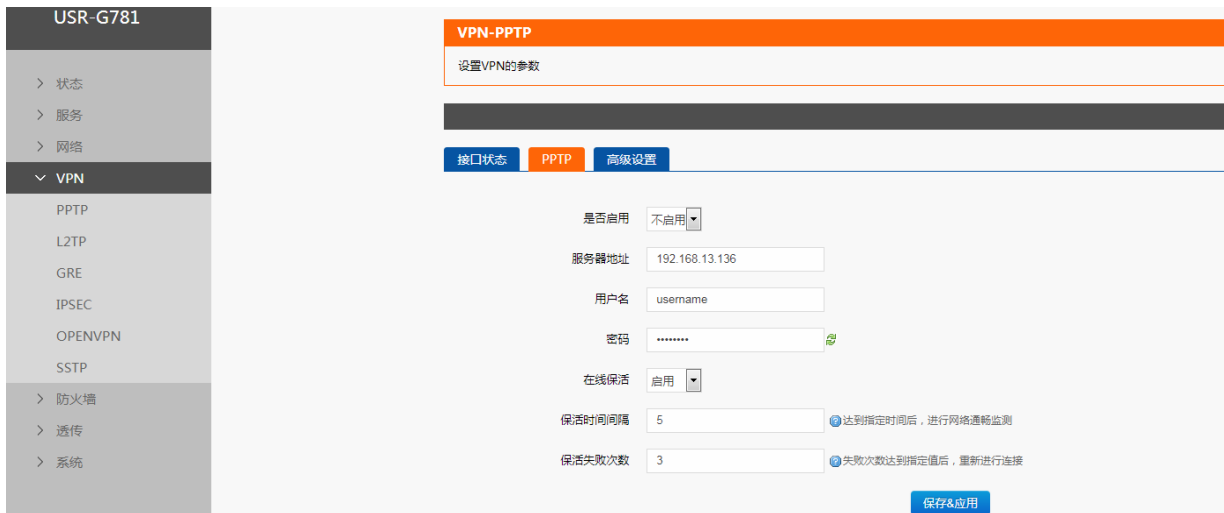 USR-G781
状态
服务
网络
VPN
PPTP
L2TP
GRE
IPSEC
OPENVPN
SSTP
防火墙
透传
系统
VPN-PPTP
设置VPN的参数
接口状态 PPTP 高级设置
是否启用 不启用
服务器地址 192.168.13.136
用户名 username
密码 ••••••••
在线保活 启用
保活时间间隔 5 达到指定时间后，进行网络通畅监测
保活失败次数 3 失败次数达到指定值后，重新进行连接
保存&应用